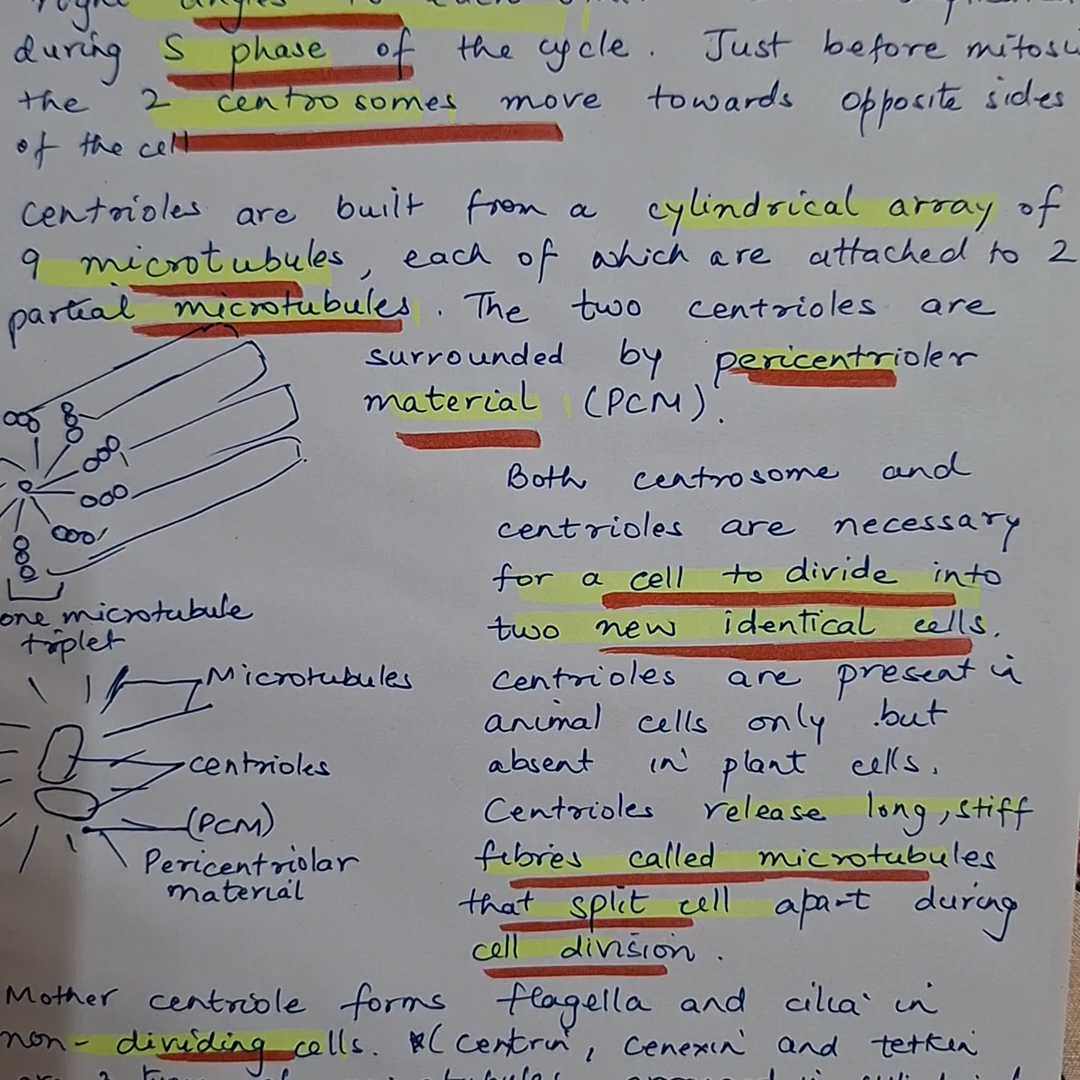 right angles to each
during S phase of the cycle. Just before
the 2 centrosomes move towards opposite sides
of the cell
centrioles are built from a cylindrical array of
9 microtubules, each of which are attached to 2
partial microtubules. The two centrioles are
surrounded by pericentrioler
material (PCM).
one microtubule
triplet
Microtubules
centrioles
(PCM)
Pericentriolar
material
Both centrosome and
centrioles are necessary
for a cell to divide into
two new identical cells.
centrioles are present in
animal cells only but
absent in plant cells.
Centrioles release long, stiff
fibres called microtubules
that split cell apart during
cell division.
Mother centriole forms flagella and cilia in
non-dividing cells. (centrin, cenexin and tektin